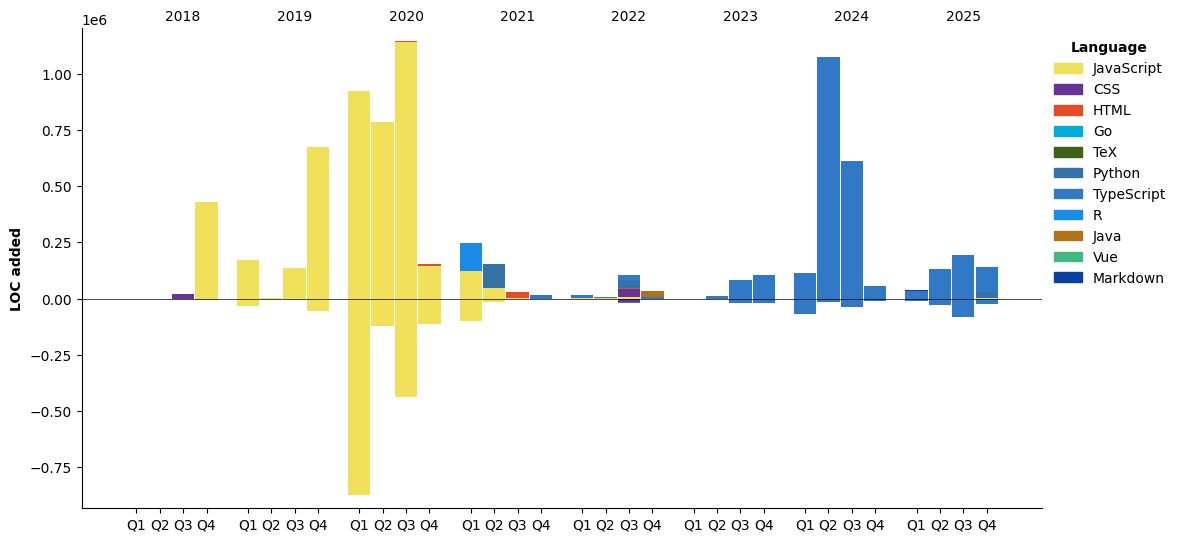 2018 2019 2020 2021 2022 2023 2024 2025
1e6
Language
JavaScript
CSS
HTML
Go
TeX
Python
TypeScript
R
Java
Vue
Markdown
LOC added
1.00
0.75
0.50
0.25
0.00
−0.25
−0.50
−0.75
Q1 Q2 Q3 Q4 Q1 Q2 Q3 Q4 Q1 Q2 Q3 Q4 Q1 Q2 Q3 Q4 Q1 Q2 Q3 Q4 Q1 Q2 Q3 Q4 Q1 Q2 Q3 Q4 Q1 Q2 Q3 Q4